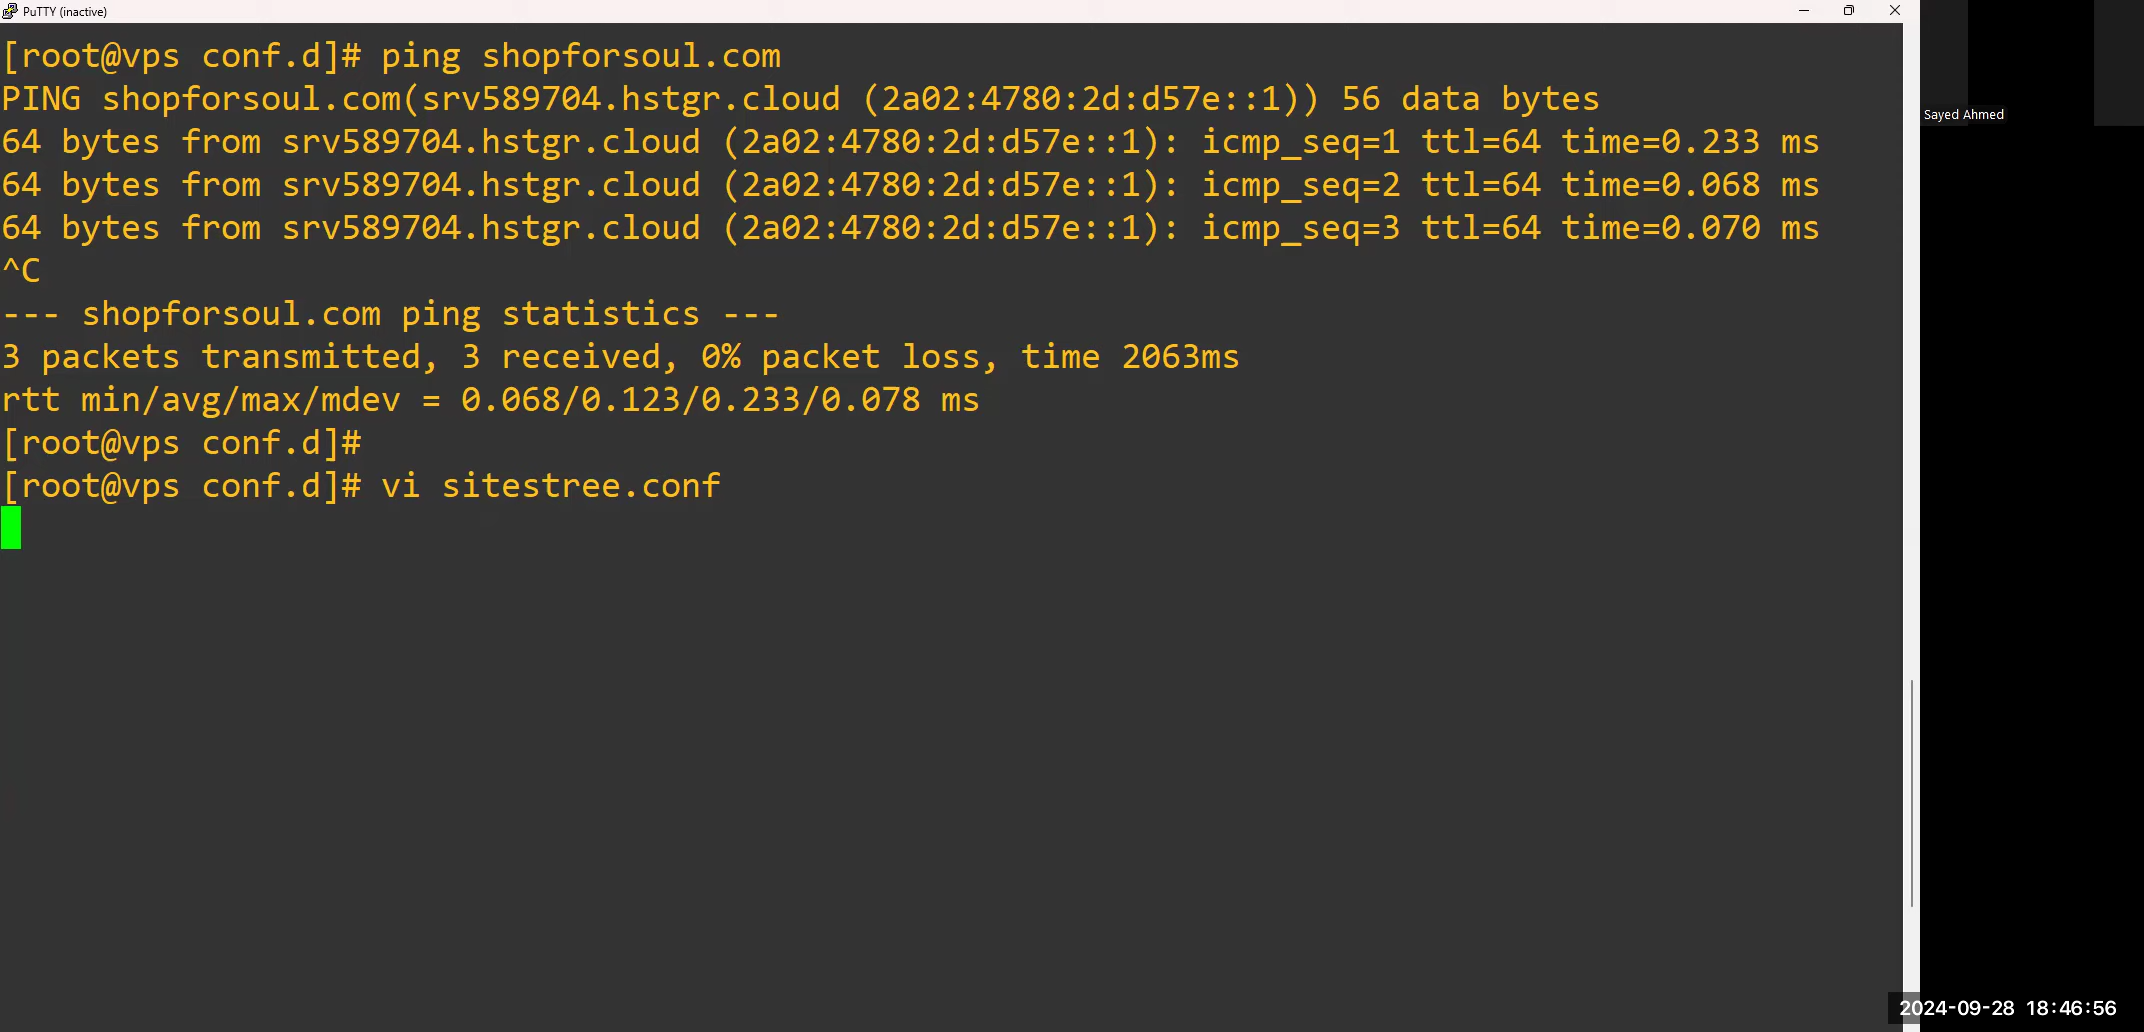 PuTTY (inactive)
[root@vps conf.d]# ping shopforsoul.com
PING shopforsoul.com(srv589704.hstgr.cloud (2a02:4780:2d:d57e::1)) 56 data bytes
64 bytes from srv589704.hstgr.cloud (2a02:4780:2d:d57e::1): icmp_seq=1 ttl=64 time=0.233 ms
64 bytes from srv589704.hstgr.cloud (2a02:4780:2d:d57e::1): icmp_seq=2 ttl=64 time=0.068 ms
64 bytes from srv589704.hstgr.cloud (2a02:4780:2d:d57e::1): icmp_seq=3 ttl=64 time=0.070 ms
^C
--- shopforsoul.com ping statistics ---
3 packets transmitted, 3 received, 0% packet loss, time 2063ms
rtt min/avg/max/mdev = 0.068/0.123/0.233/0.078 ms
[root@vps conf.d]#
[root@vps conf.d]# vi sitestree.conf
Sayed Ahmed
2024-09-28 18:46:56